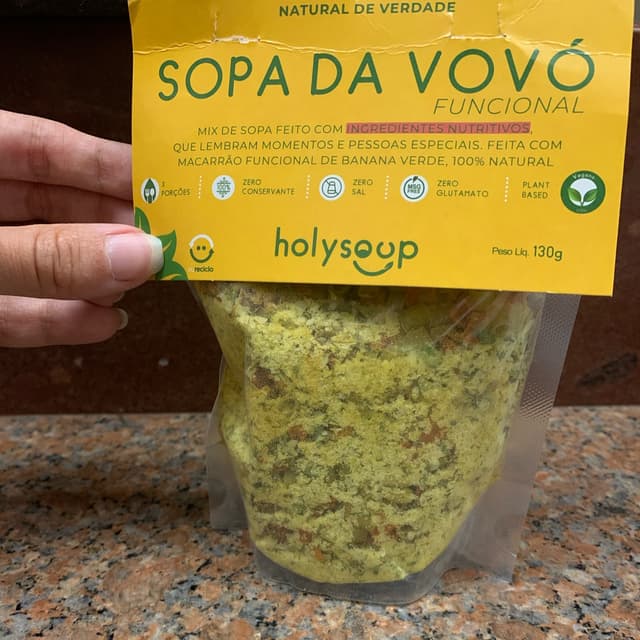 NATURAL DE VERDADE
SOPA DA VOVÓ
FUNCIONAL
MIX DE SOPA FEITO COM INGREDIENTES NUTRITIVOS,
QUE LEMBRAM MOMENTOS E PESSOAS ESPECIAIS. FEITA COM
MACARRÃO FUNCIONAL DE BANANA VERDE, 100% NATURAL
PORÇÕES
ZERO
CONSERVANTE
ZERO
SAL
MSG
FREE
ZERO
GLUTAMATO
PLANT
BASED
Vegano
holysoup
Peso Líq. 130g